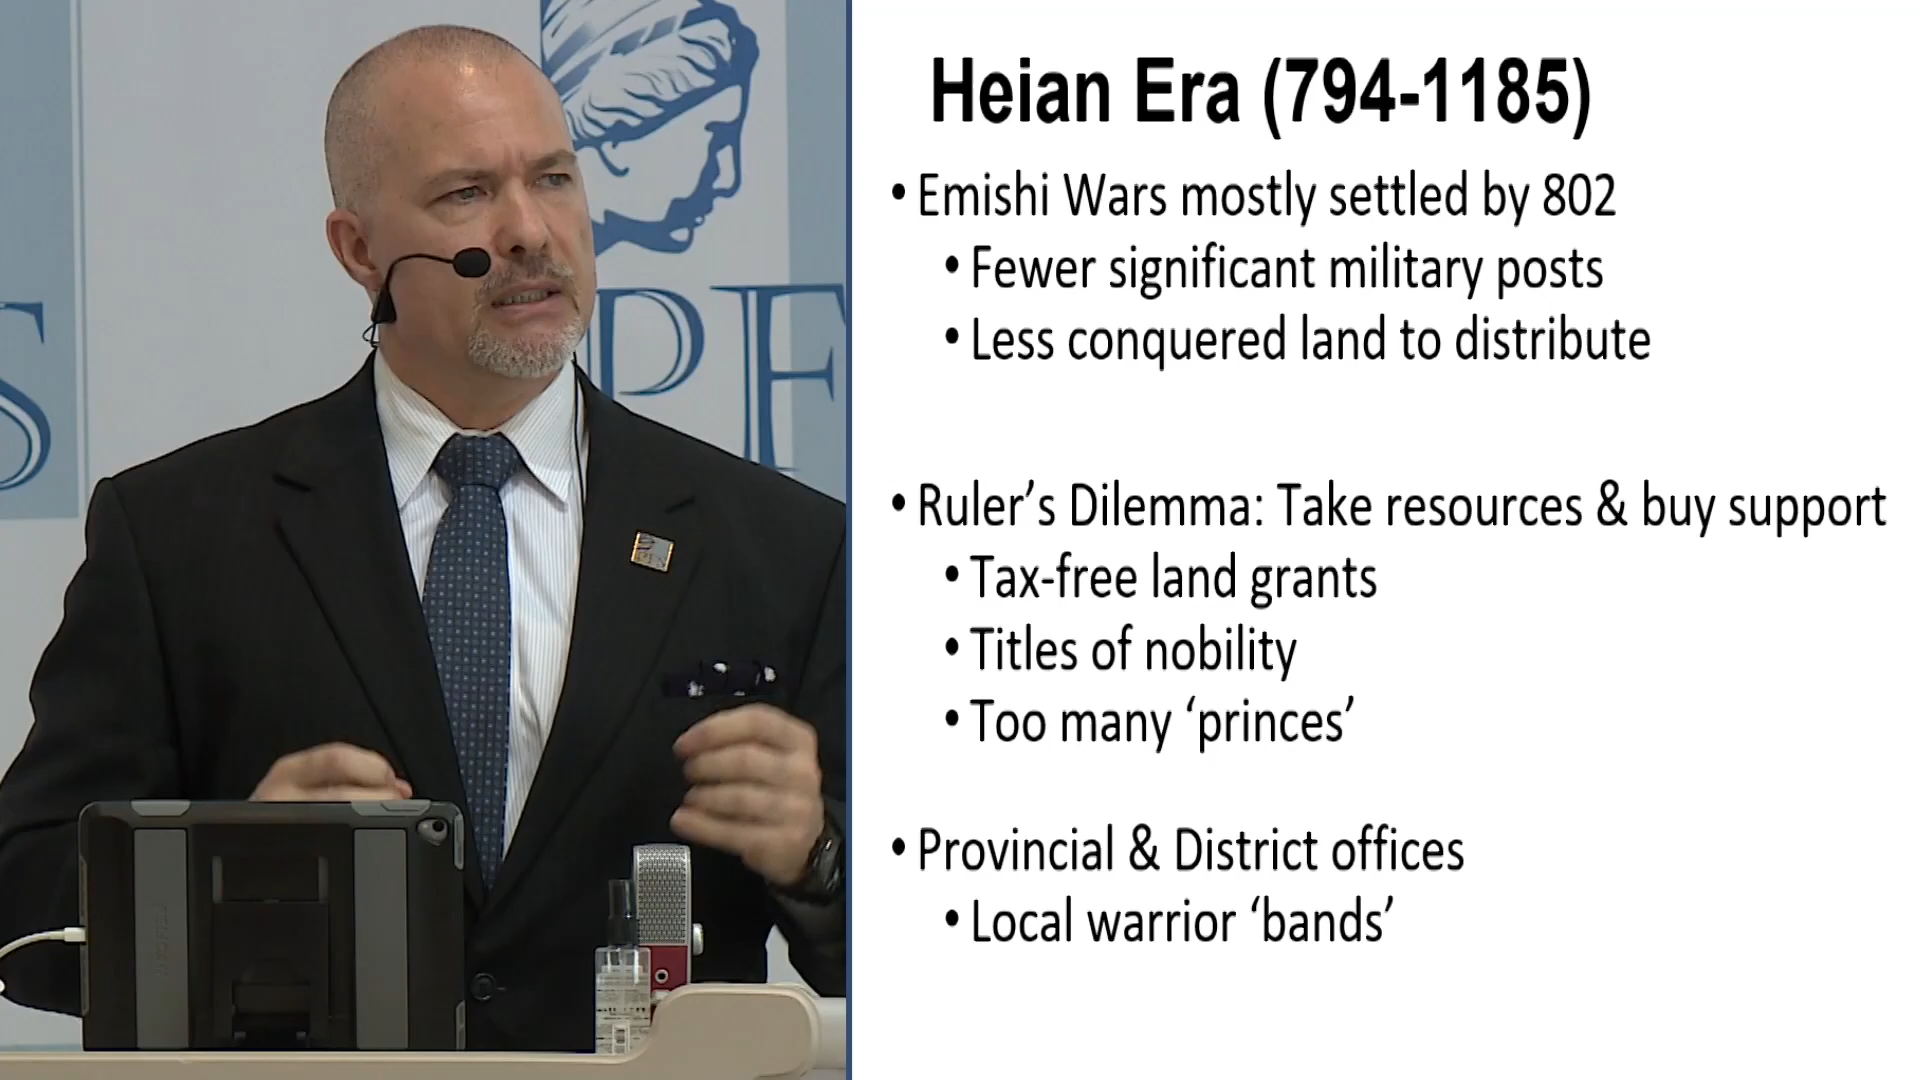 S
PF
Heian Era (794-1185)
• Emishi Wars mostly settled by 802
• Fewer significant military posts
• Less conquered land to distribute
• Ruler’s Dilemma: Take resources & buy support
• Tax-free land grants
• Titles of nobility
• Too many ‘princes’
• Provincial & District offices
• Local warrior ‘bands’